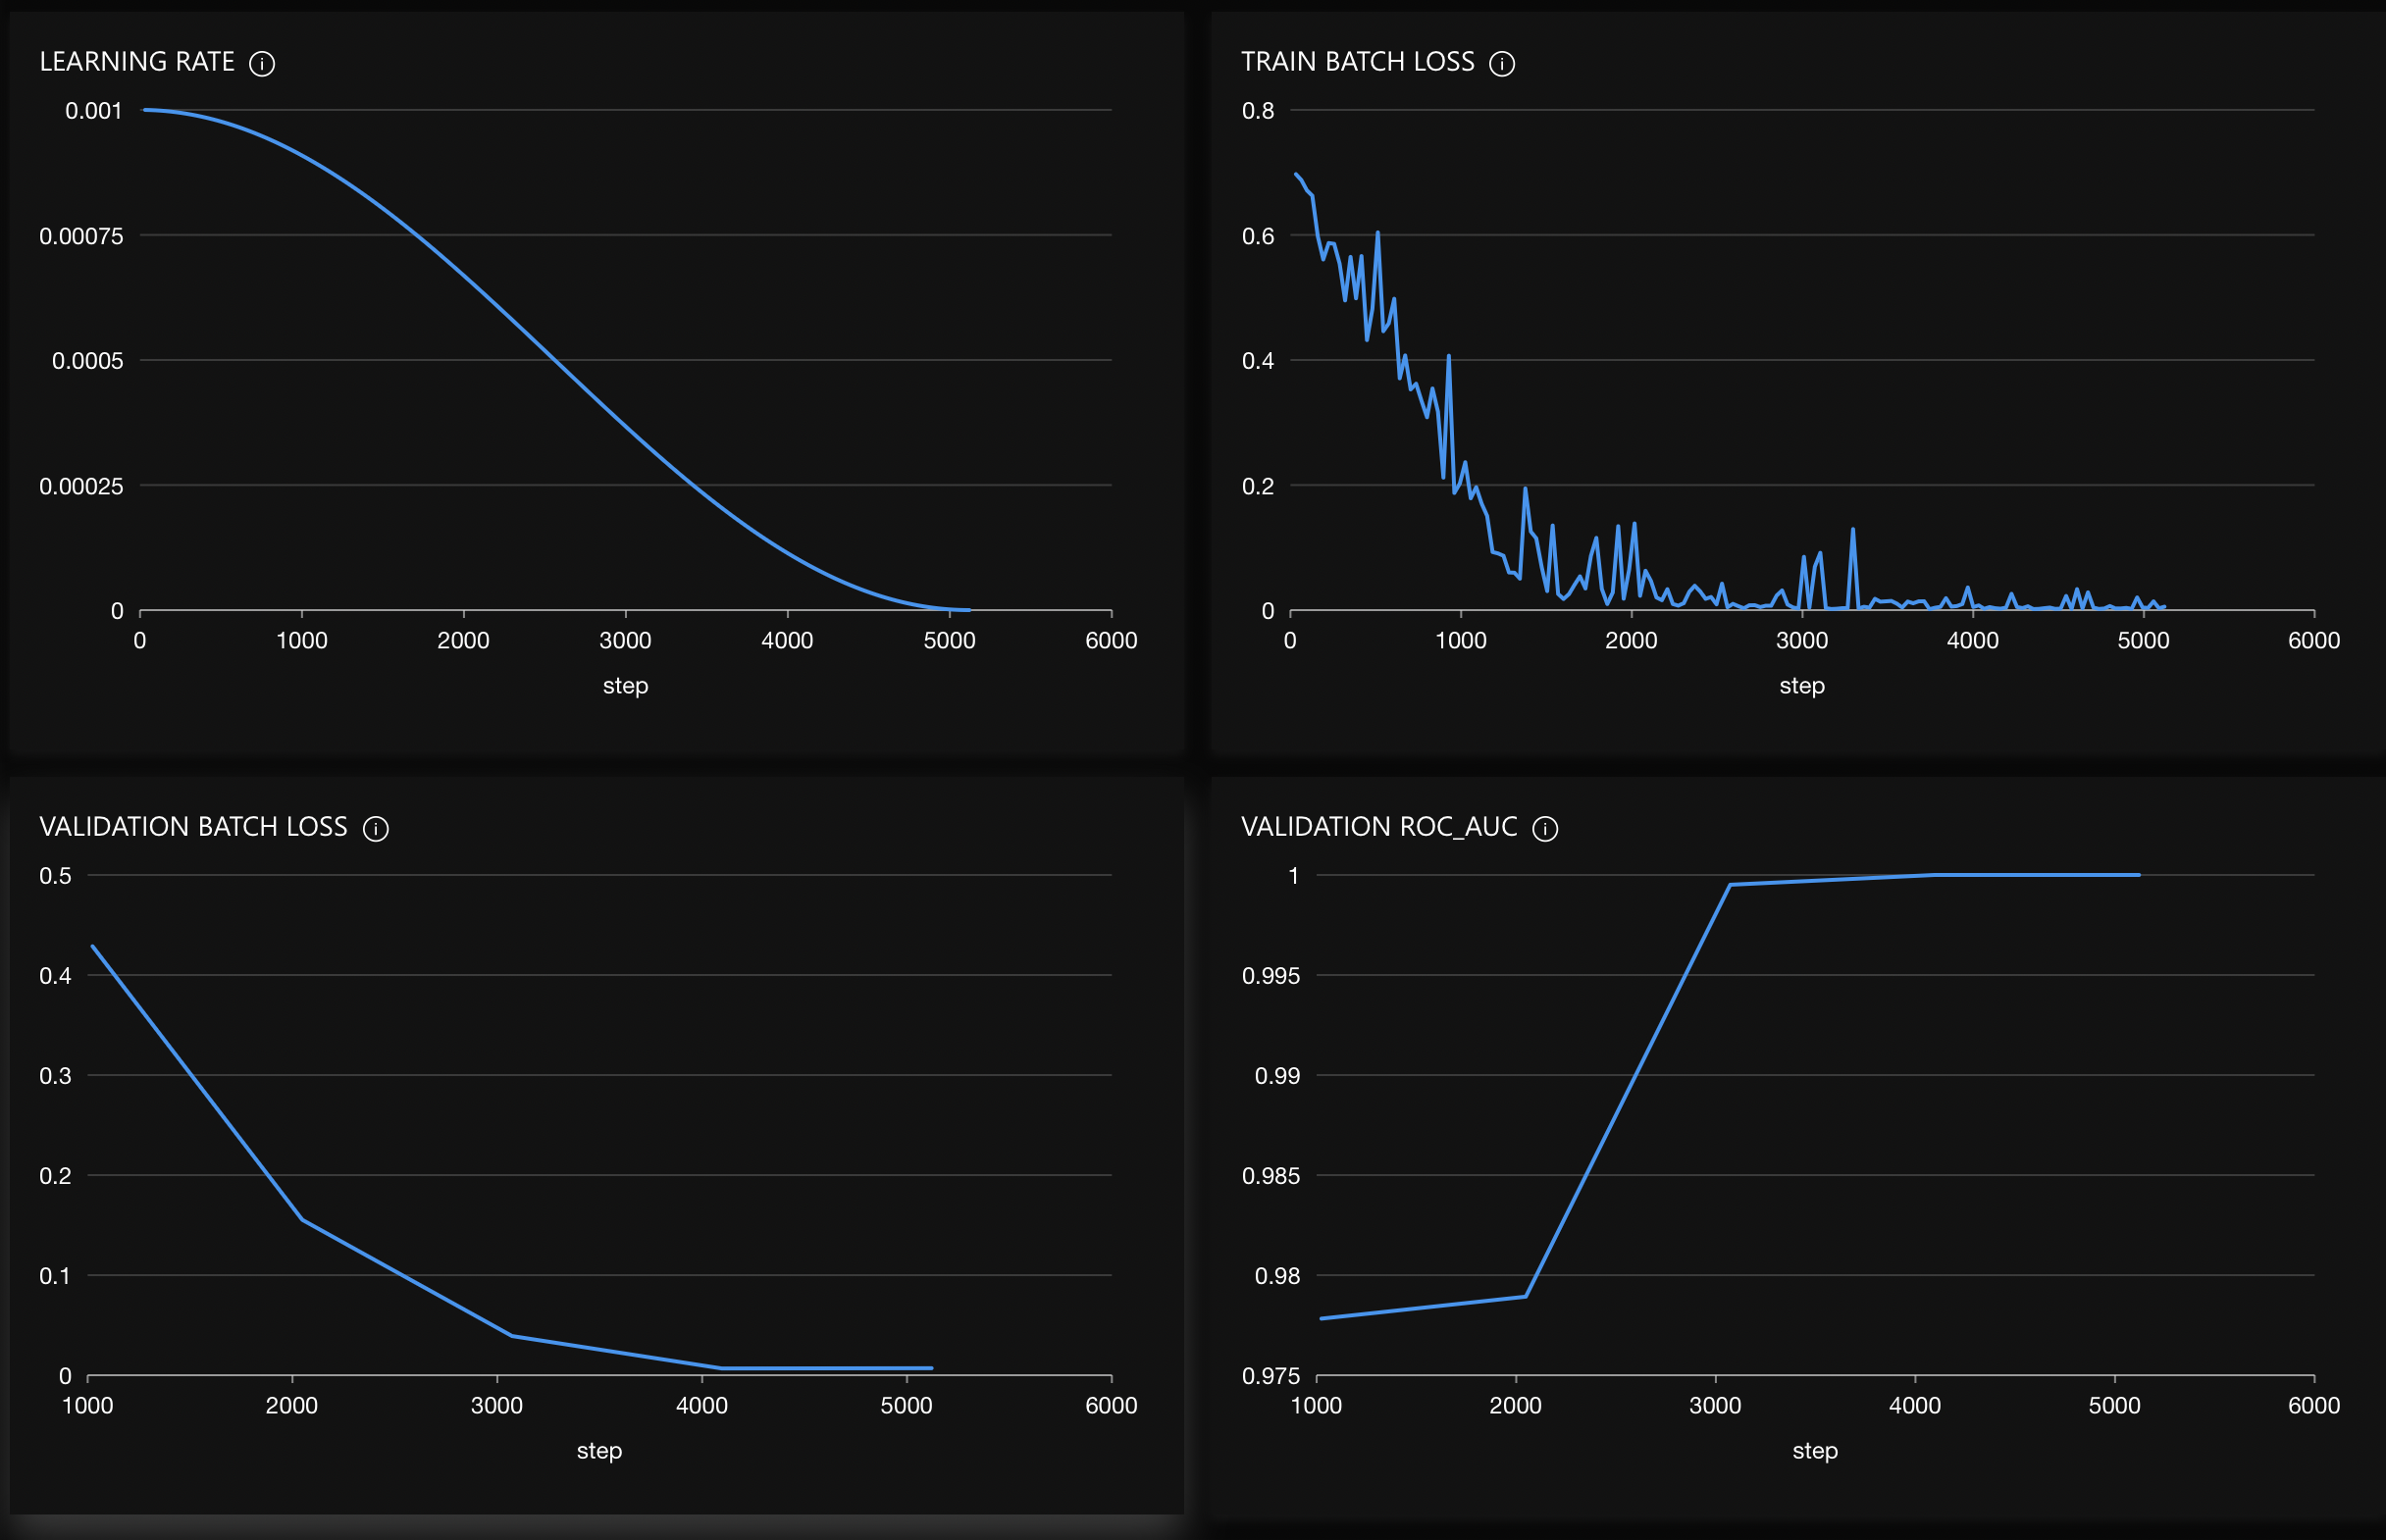 LEARNING RATE
0.001
0.00075
0.0005
0.00025
0
0 1000 2000 3000 4000 5000 6000
step
TRAIN BATCH LOSS
0.8
0.6
0.4
0.2
0
0 1000 2000 3000 4000 5000 6000
step
VALIDATION BATCH LOSS
0.5
0.4
0.3
0.2
0.1
0
1000 2000 3000 4000 5000 6000
step
VALIDATION ROC_AUC
1
0.995
0.99
0.985
0.98
0.975
1000 2000 3000 4000 5000 6000
step